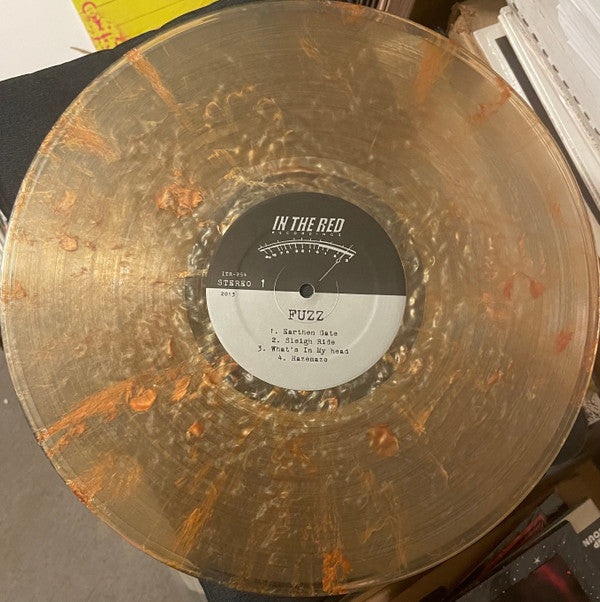 IN THE RED
RECORDINGS
ITR-254
STEREO 1
2013
FUZZ
1. Earthen Gate
2. Sleigh Ride
3. What's In My head
4. Hazemaze